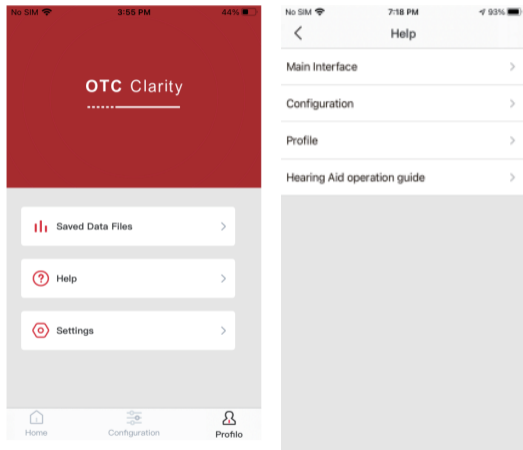 No SIM 3:55 PM 44%
OTC Clarity
Saved Data Files
Help
Settings
Home Configuration Profilo
No SIM 7:18 PM 93%
Help
Main Interface
Configuration
Profile
Hearing Aid operation guide